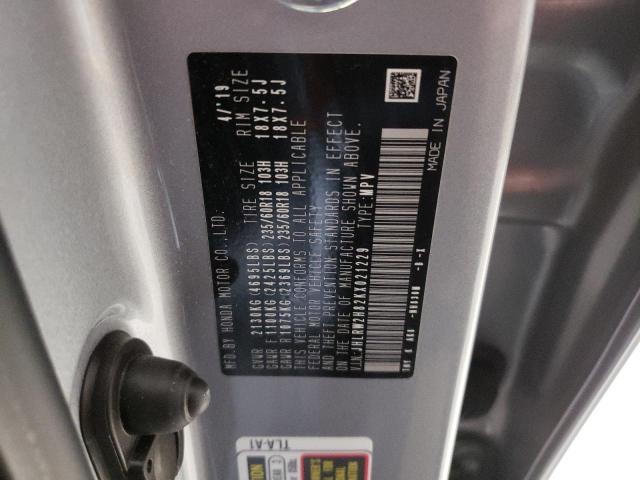 MFD.BY HONDA MOTOR CO.,LTD. 4/'19
TIRE SIZE RIM SIZE
GVWR 2130KG (4695LBS)
GAWR F 1100KG (2425LBS) 235/60R18 103H 18X7.5J
GAWR R 1075KG (2369LBS) 235/60R18 103H 18X7.5J
THIS VEHICLE CONFORMS TO ALL APPLICABLE
FEDERAL MOTOR VEHICLE SAFETY
AND THEFT PREVENTION STANDARDS IN EFFECT
ON THE DATE OF MANUFACTURE SHOWN ABOVE.
V.I.N.:JHLRW2H82KX021229 TYPE:MPV
MADE IN JAPAN
TLA-A1